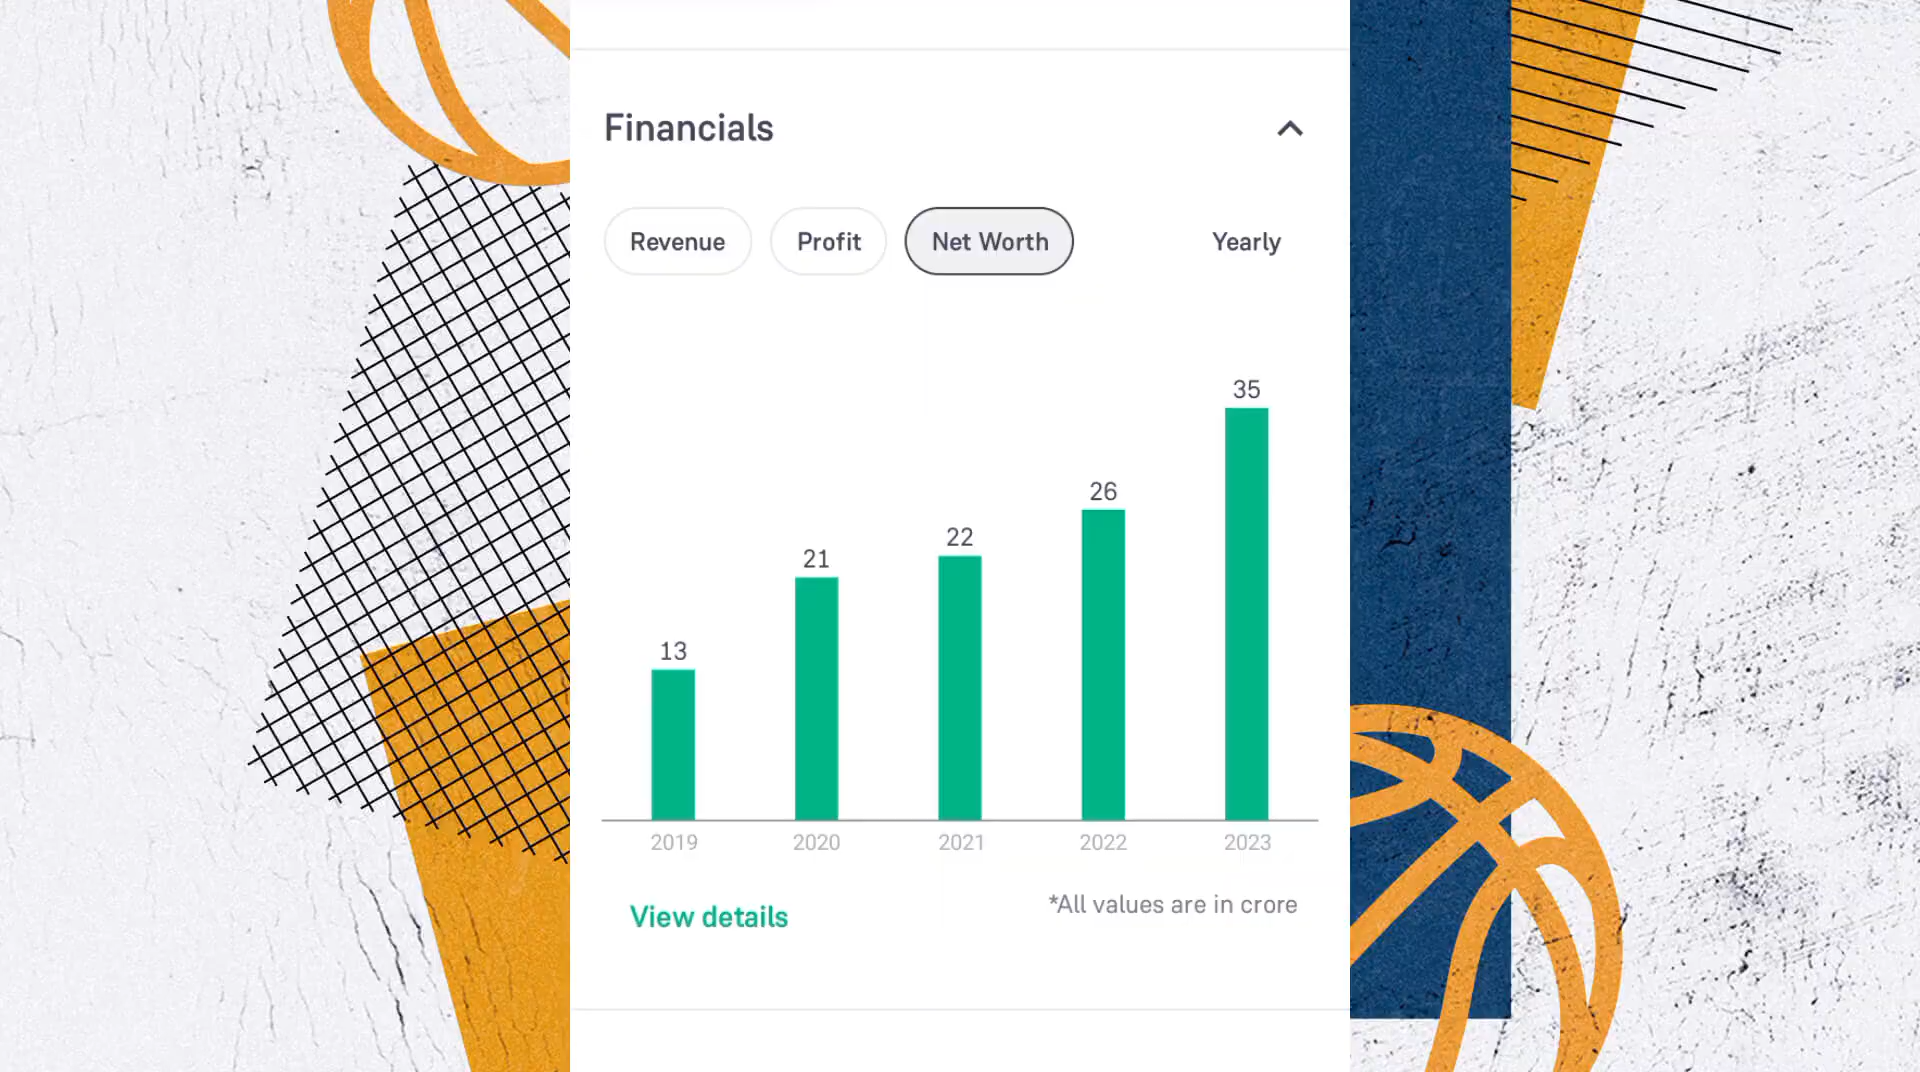 Financials
Revenue Profit Net Worth Yearly
35
26
22
21
13
2019 2020 2021 2022 2023
*All values are in crore
View details